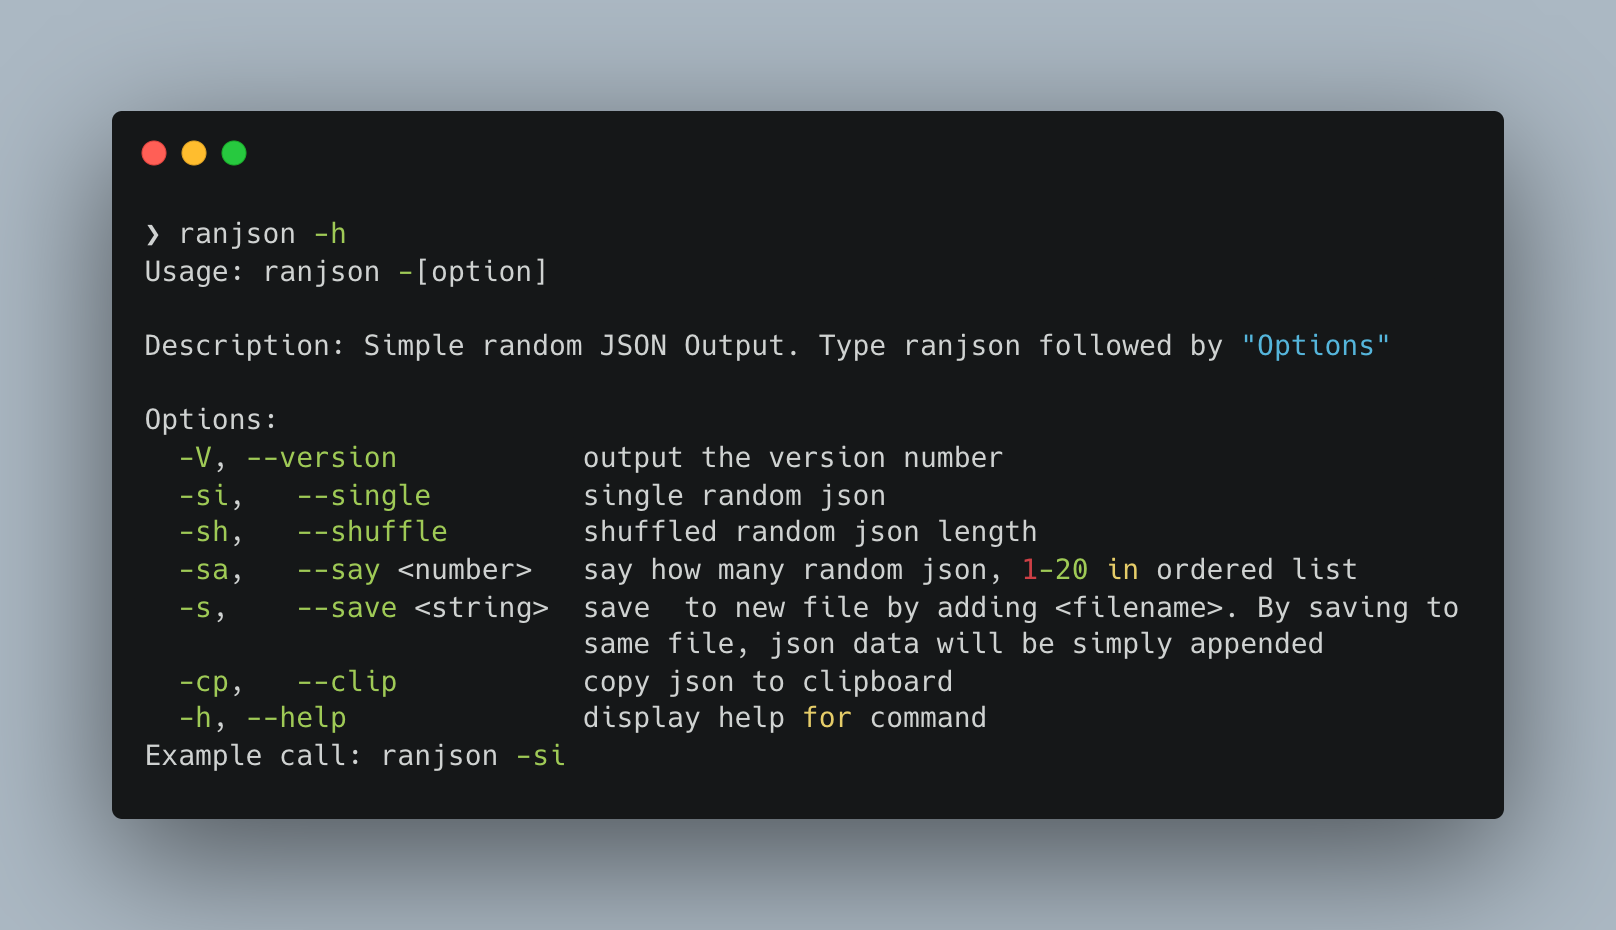 ❯ ranjson -h
Usage: ranjson -[option]

Description: Simple random JSON Output. Type ranjson followed by "Options"

Options:
  -V, --version           output the version number
  -si,   --single         single random json
  -sh,   --shuffle        shuffled random json length
  -sa,   --say <number>   say how many random json, 1-20 in ordered list
  -s,    --save <string>  save  to new file by adding <filename>. By saving to
                          same file, json data will be simply appended
  -cp,   --clip           copy json to clipboard
  -h, --help              display help for command
Example call: ranjson -si